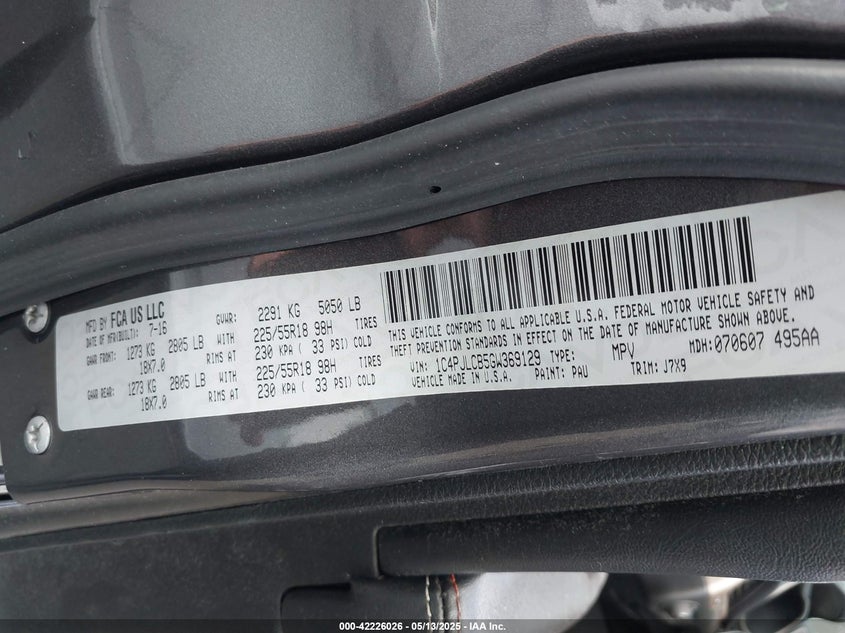 MFD BY FCA US LLC
DATE OF MFR(BUILT): 7-16
GVWR: 2291 KG 5050 LB
GAWR FRONT: 1273 KG 2805 LB WITH 225/55R18 98H TIRES
18X7.0 RIMS AT 230 KPA ( 33 PSI) COLD
GAWR REAR: 1273 KG 2805 LB WITH 225/55R18 98H TIRES
18X7.0 RIMS AT 230 KPA ( 33 PSI) COLD
THIS VEHICLE CONFORMS TO ALL APPLICABLE U.S.A. FEDERAL MOTOR VEHICLE SAFETY AND
THEFT PREVENTION STANDARDS IN EFFECT ON THE DATE OF MANUFACTURE SHOWN ABOVE.
VIN: 1C4PJLCB5GW369129 TYPE: MPV MDH: 070607 495AA
VEHICLE MADE IN U.S.A. PAINT: PAU TRIM: J7X9
000-42226026 - 05/13/2025 - IAA Inc.